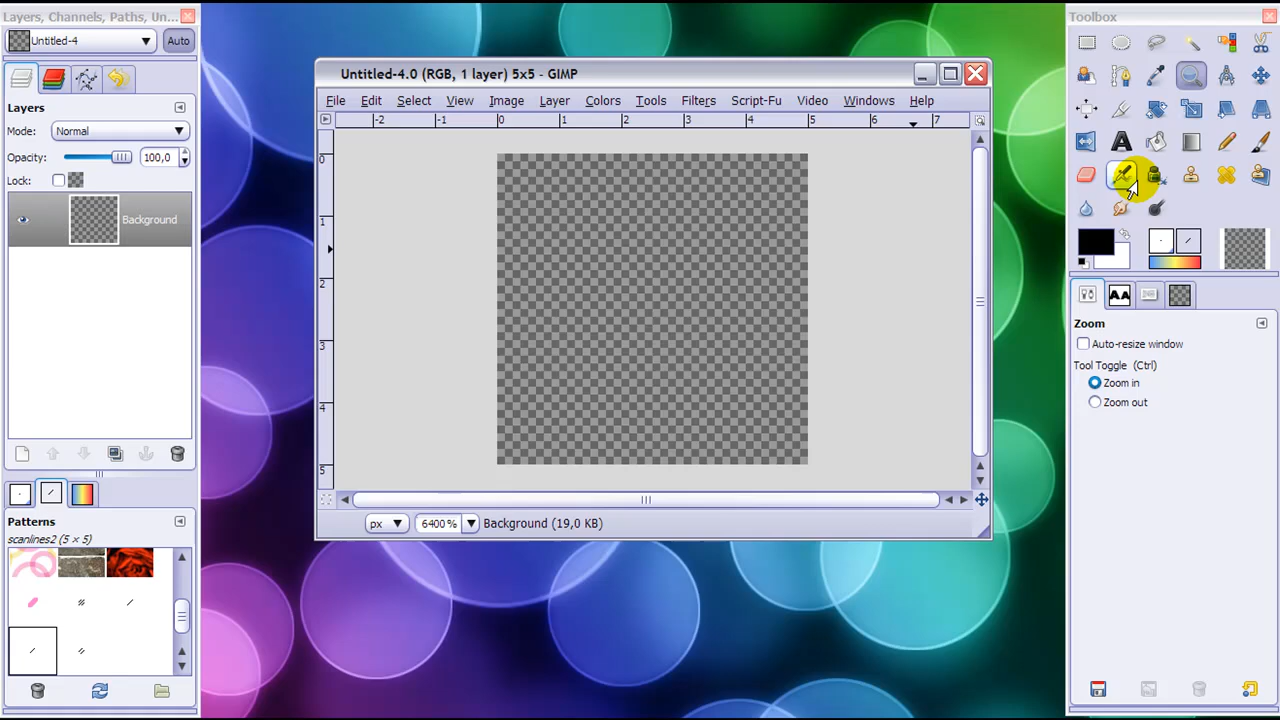 Layers, Channels, Paths, Un...
Untitled-4
Auto
Layers
Mode: Normal
Opacity: 100,0
Lock:
Background
Patterns
scanlines2 (5 × 5)
Untitled-4.0 (RGB, 1 layer) 5x5 - GIMP
File Edit Select View Image Layer Colors Tools Filters Script-Fu Video Windows Help
-2 -1 0 1 2 3 4 5 6 7
0
1
2
3
4
5
px 6400% Background (19,0 KB)
Toolbox
Zoom
Auto-resize window
Tool Toggle (Ctrl)
Zoom in
Zoom out